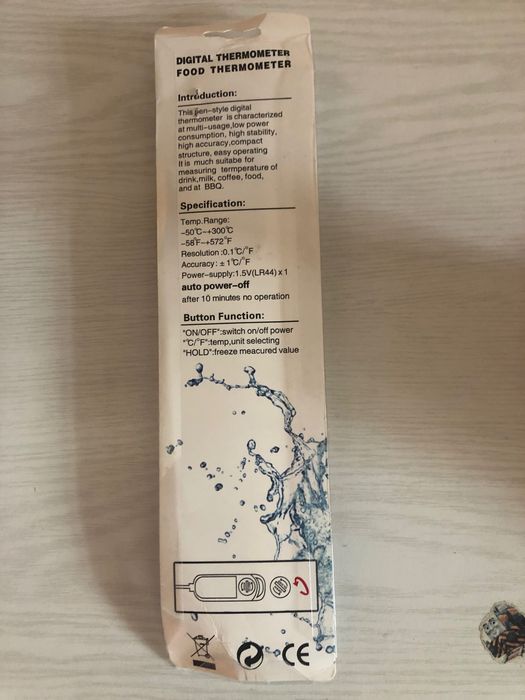 DIGITAL THERMOMETER
FOOD THERMOMETER
Introduction:
This pen-style digital
thermometer is characterized
at multi-usage,low power
consumption, high stability,
high accuracy,compact
structure, easy operating
It is much suitabe for
measuring termperature of
drink,milk, coffee, food,
and at BBQ.
Specification:
Temp.Range:
-50℃~+300℃
-58°F~+572°F
Resolution :0.1℃/°F
Accuracy: ±1℃/°F
Power-supply:1.5V(LR44) x 1
auto power-off
after 10 minutes no operation
Button Function:
"ON/OFF":switch on/off power
"℃/°F":temp,unit selecting
"HOLD":freeze meacured value
CE